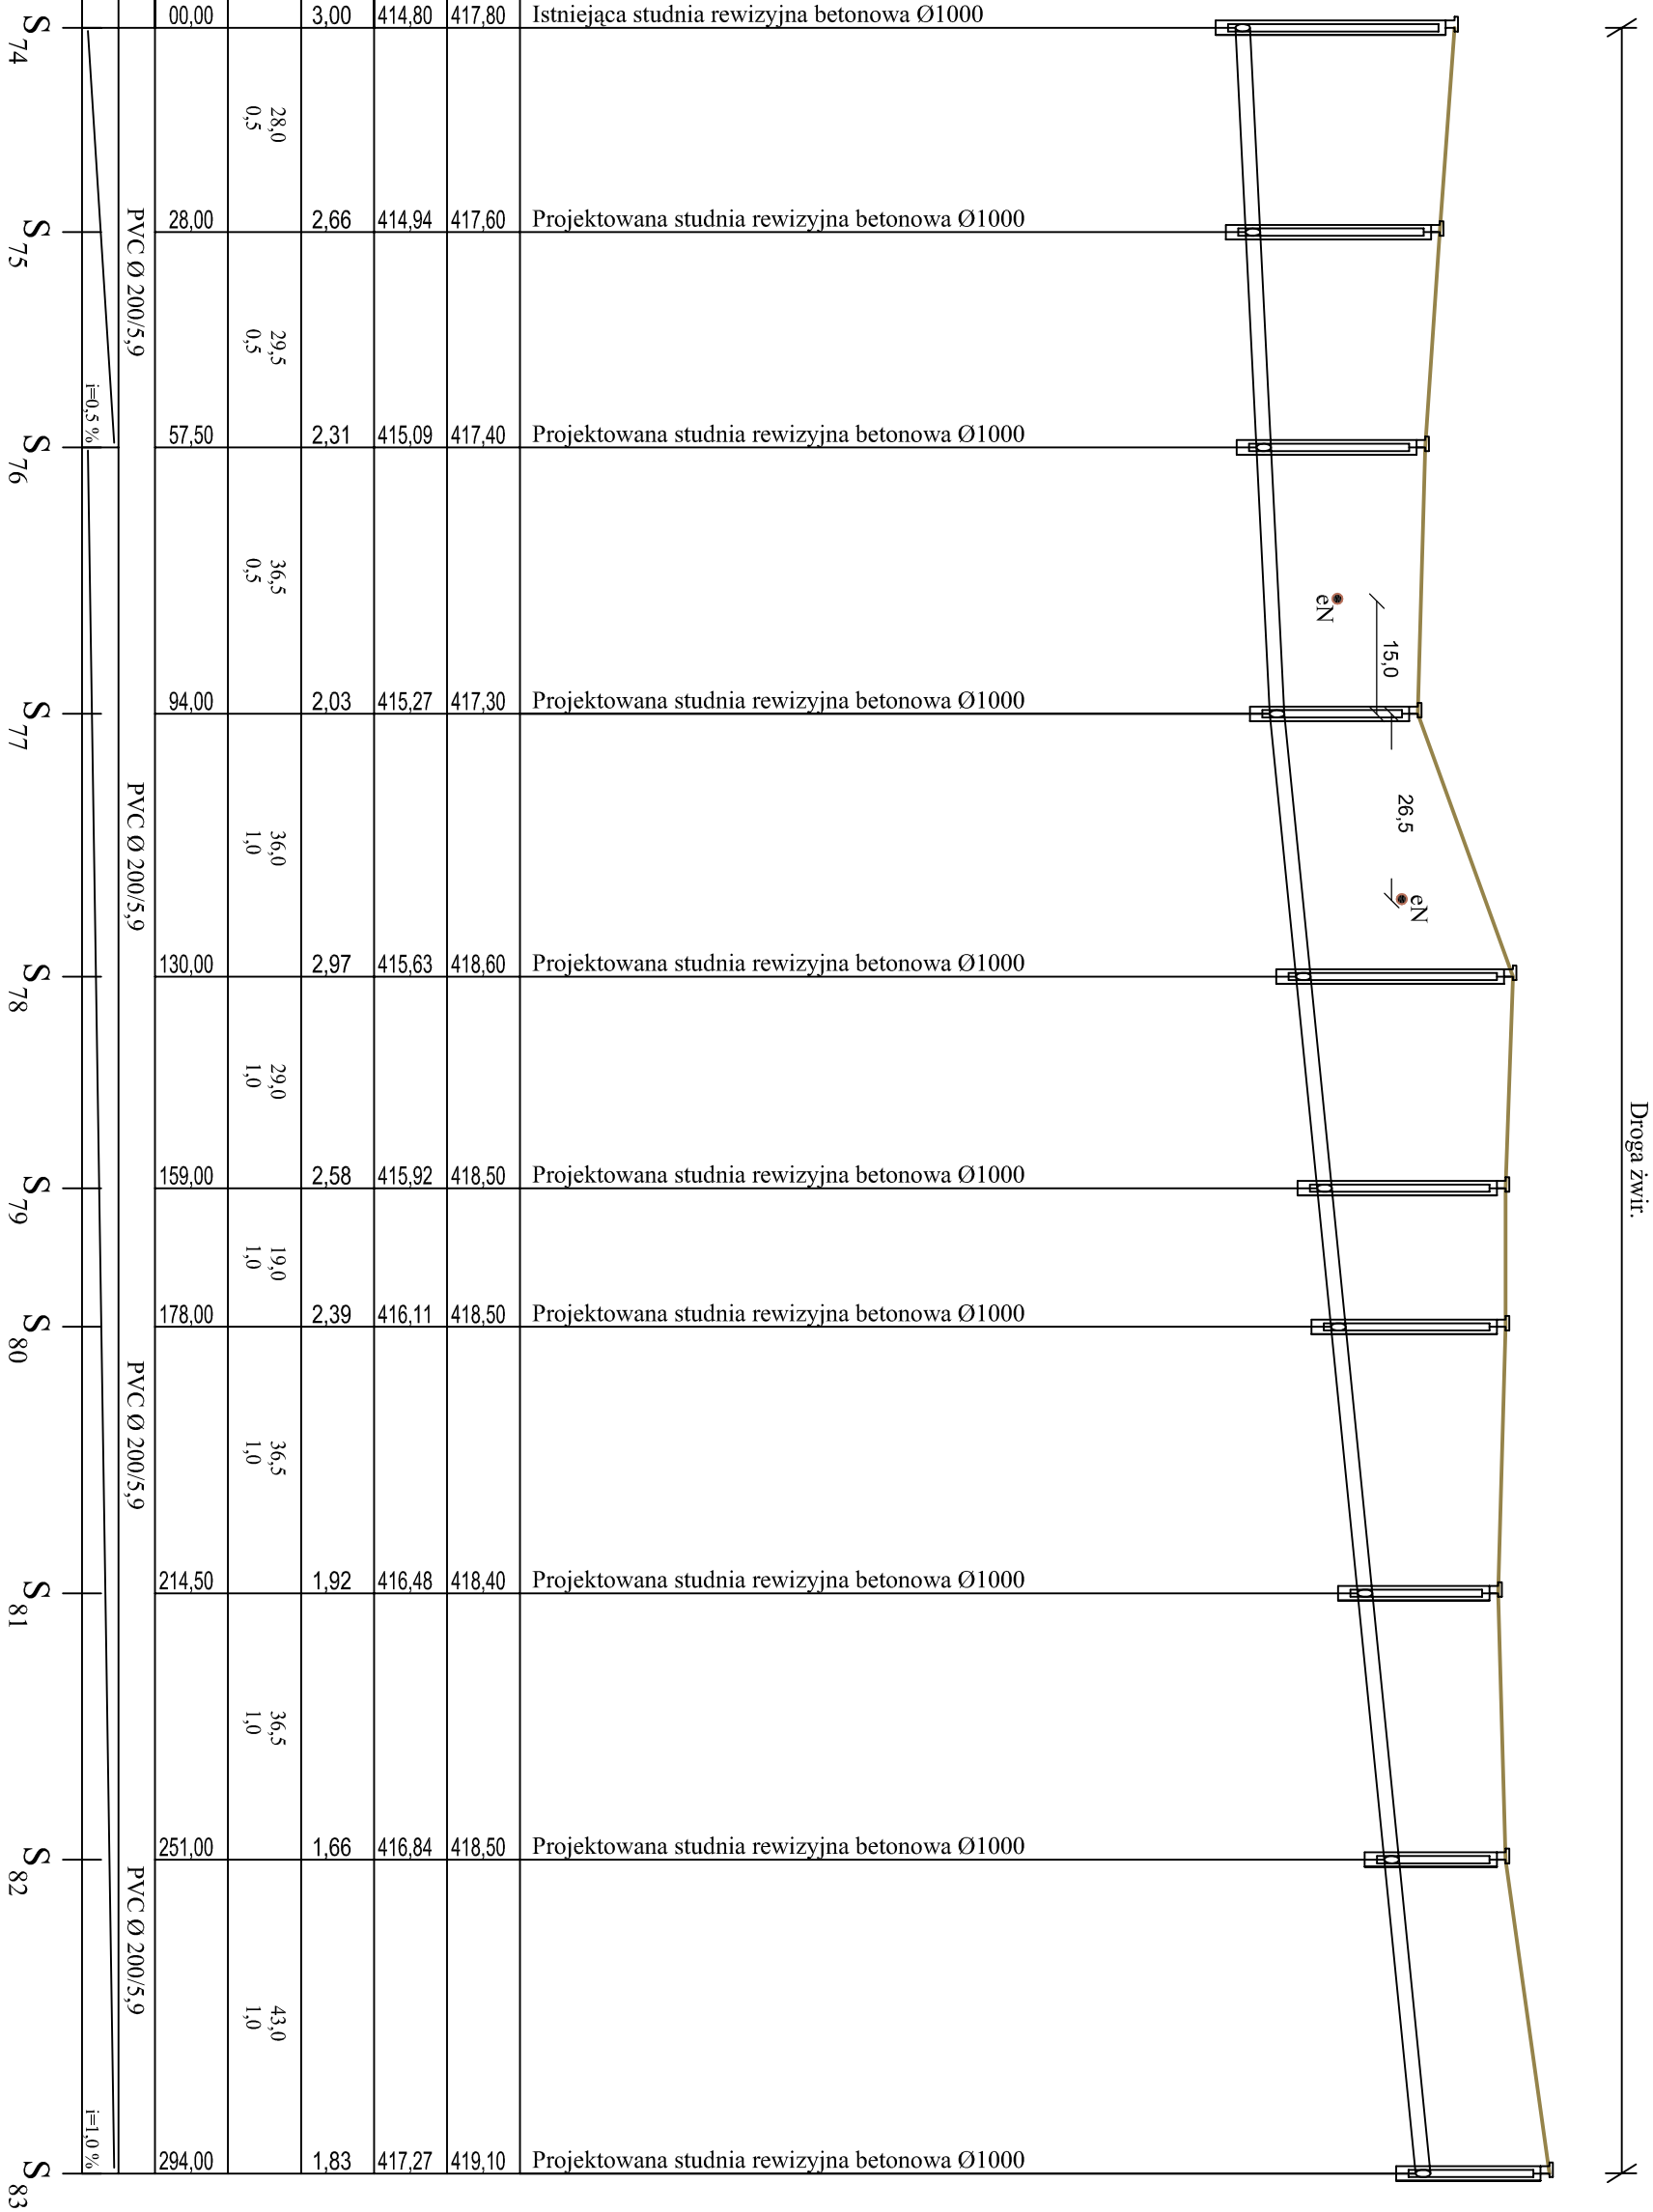 Droga żwir.
S 74
00,00
3,00
414,80
417,80
Istniejąca studnia rewizyjna betonowa Ø1000
28,0
0,5
S 75
PVC Ø 200/5,9
28,00
2,66
414,94
417,60
Projektowana studnia rewizyjna betonowa Ø1000
29,5
0,5
i=0,5 %
S 76
57,50
2,31
415,09
417,40
Projektowana studnia rewizyjna betonowa Ø1000
36,5
0,5
eN
15,0
S 77
94,00
2,03
415,27
417,30
Projektowana studnia rewizyjna betonowa Ø1000
PVC Ø 200/5,9
36,0
1,0
26,5
eN
S 78
130,00
2,97
415,63
418,60
Projektowana studnia rewizyjna betonowa Ø1000
29,0
1,0
S 79
159,00
2,58
415,92
418,50
Projektowana studnia rewizyjna betonowa Ø1000
19,0
1,0
S 80
178,00
2,39
416,11
418,50
Projektowana studnia rewizyjna betonowa Ø1000
PVC Ø 200/5,9
36,5
1,0
S 81
214,50
1,92
416,48
418,40
Projektowana studnia rewizyjna betonowa Ø1000
36,5
1,0
S 82
251,00
1,66
416,84
418,50
Projektowana studnia rewizyjna betonowa Ø1000
PVC Ø 200/5,9
43,0
1,0
i=1,0 %
S 83
294,00
1,83
417,27
419,10
Projektowana studnia rewizyjna betonowa Ø1000